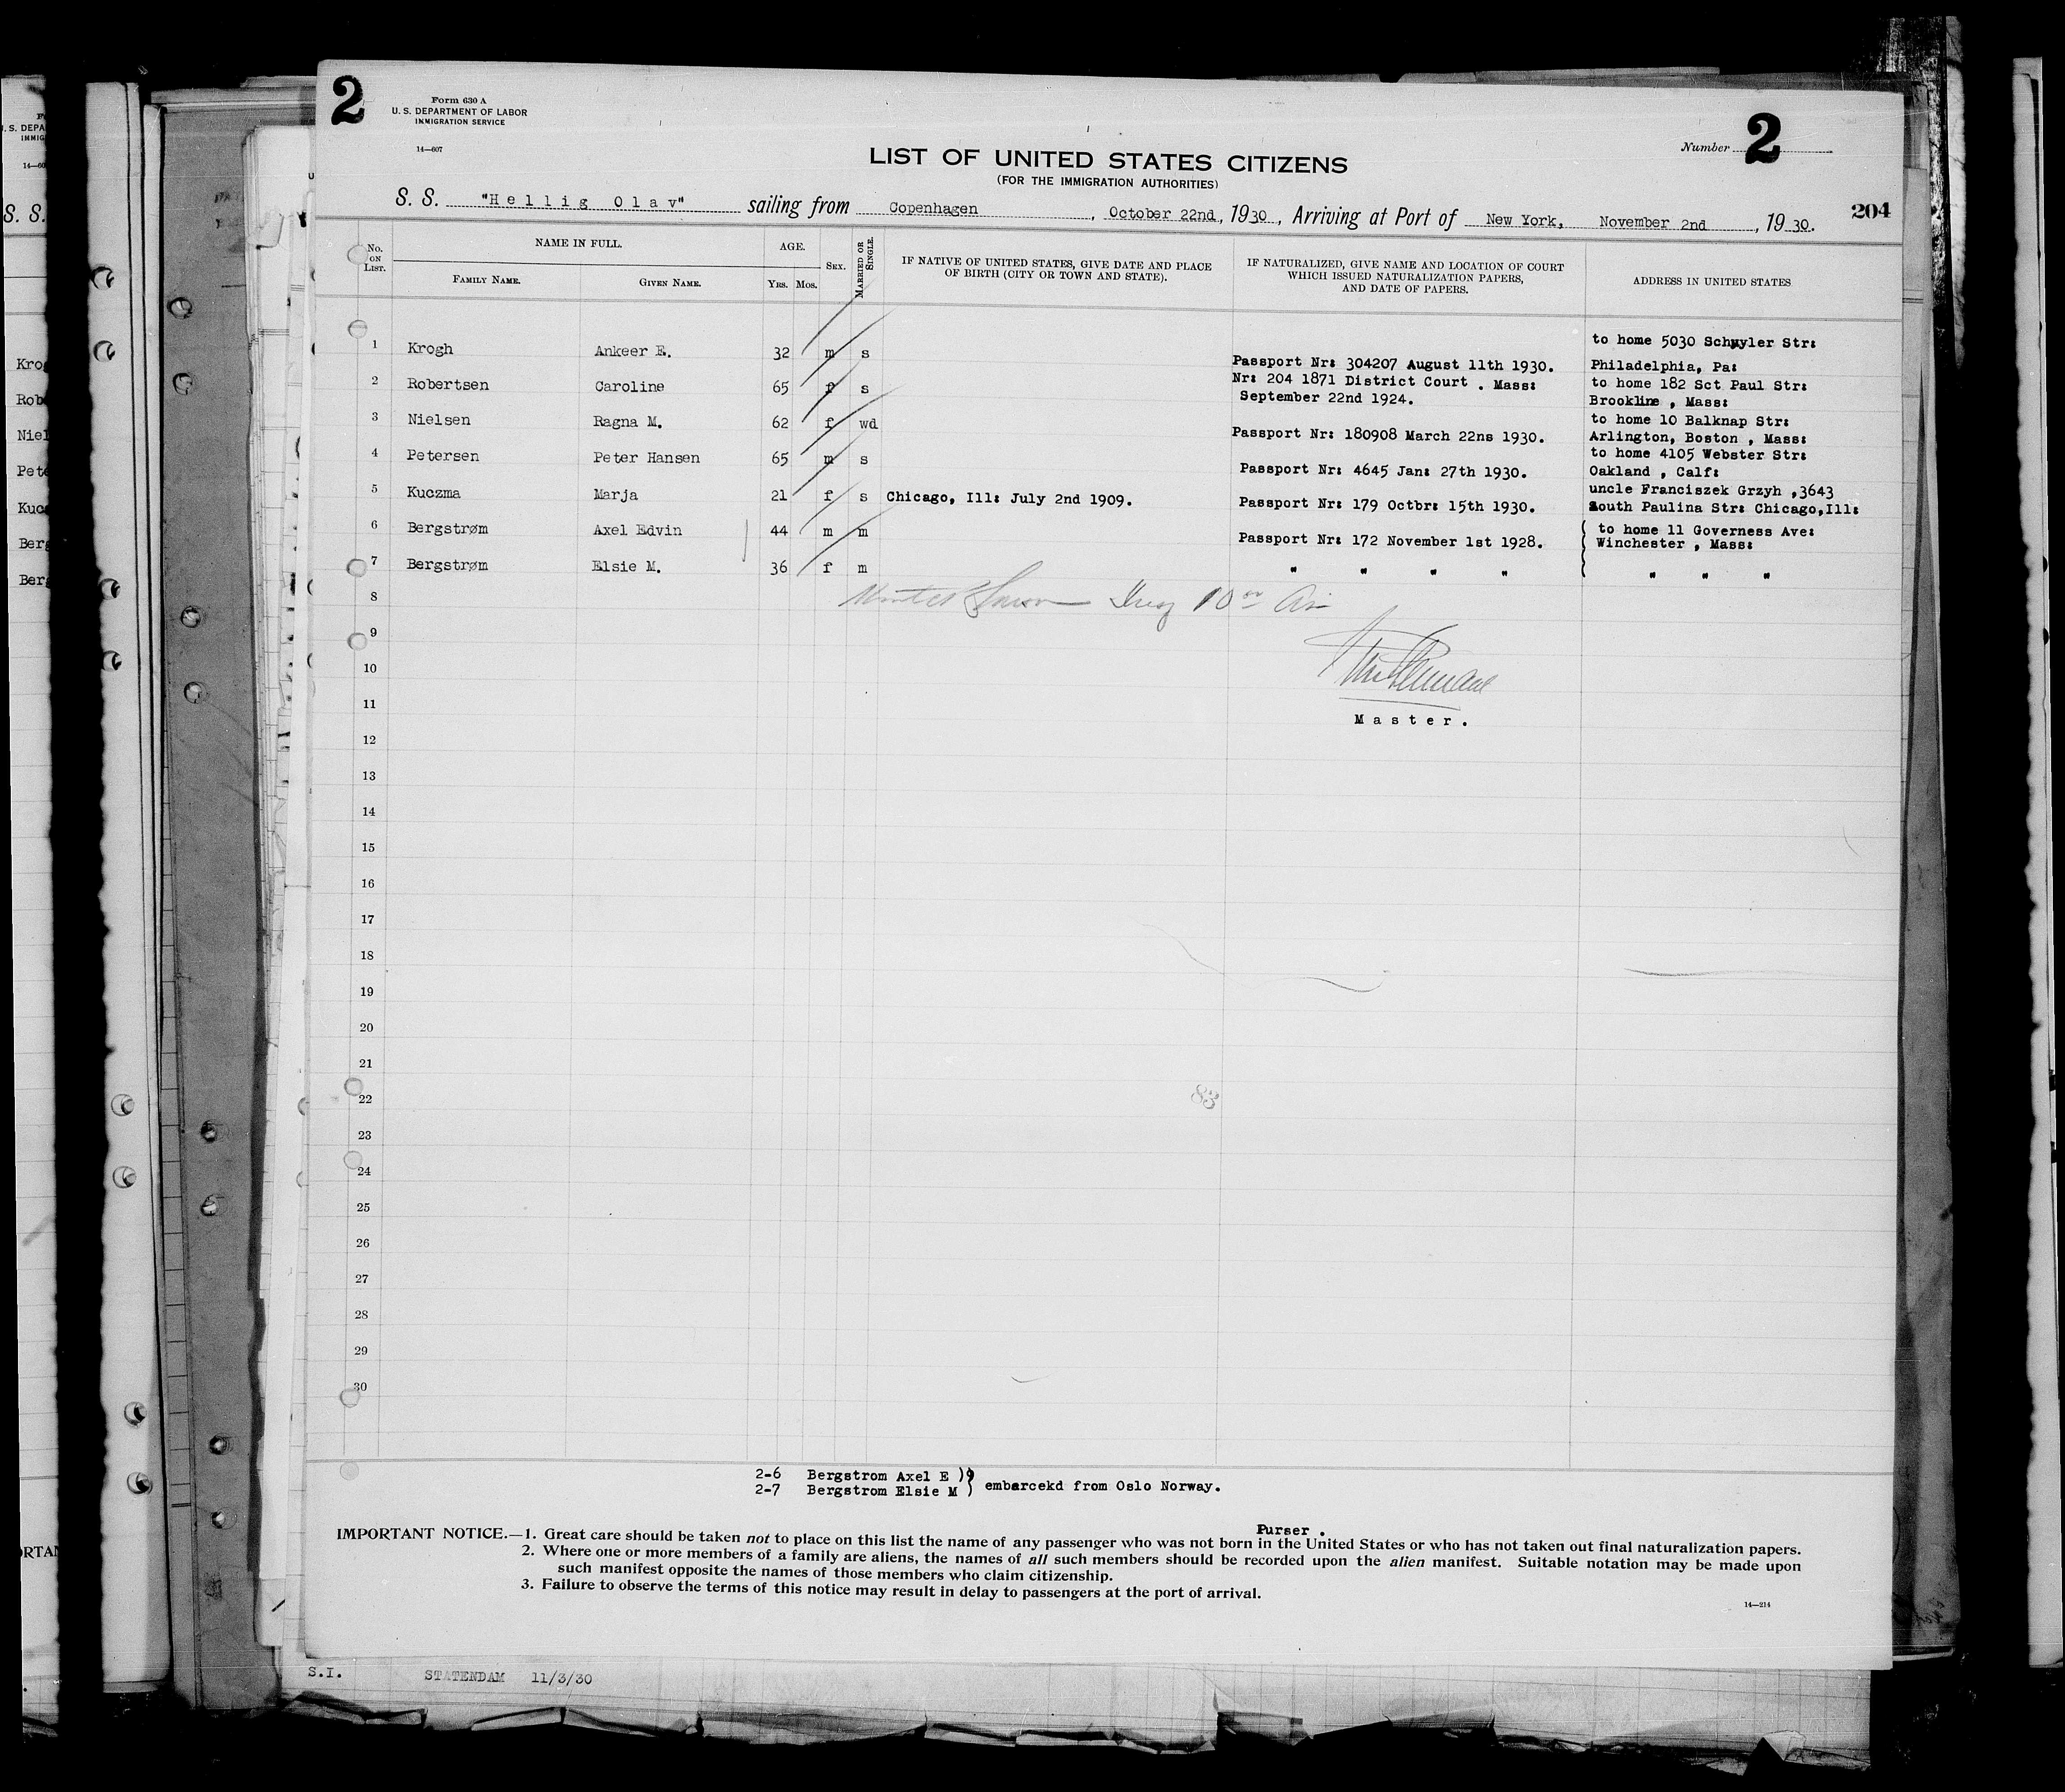 2
Form 630 A
U. S. DEPARTMENT OF LABOR
IMMIGRATION SERVICE
14—607
Number 2
LIST OF UNITED STATES CITIZENS
(FOR THE IMMIGRATION AUTHORITIES)
S. S. "Hellig Olav" sailing from Copenhagen, October 22nd, 1930, Arriving at Port of New York, November 2nd, 1930.
204
No. ON LIST.
NAME IN FULL.
FAMILY NAME.
GIVEN NAME.
AGE.
YRS. MOS.
SEX.
MARRIED OR SINGLE.
IF NATIVE OF UNITED STATES, GIVE DATE AND PLACE OF BIRTH (CITY OR TOWN AND STATE).
IF NATURALIZED, GIVE NAME AND LOCATION OF COURT WHICH ISSUED NATURALIZATION PAPERS, AND DATE OF PAPERS.
ADDRESS IN UNITED STATES
to home 5030 Schuyler Str:
1 Krogh Ankeer E. 32 m s
Passport Nr: 304207 August 11th 1930. Philadelphia, Pa:
2 Robertsen Caroline 65 f s Nr: 204 1871 District Court . Mass: to home 182 Sct Paul Str:
September 22nd 1924. Brookline , Mass:
3 Nielsen Ragna M. 62 f wd to home 10 Balknap Str:
Passport Nr: 180908 March 22ns 1930. Arlington, Boston , Mass:
4 Petersen Peter Hansen 65 m s to home 4105 Webster Str:
Passport Nr: 4645 Jan: 27th 1930. Oakland , Calf:
5 Kuczma Marja 21 f s Chicago, Ill: July 2nd 1909. uncle Franciszek Grzyh ,3643
Passport Nr: 179 Octbr: 15th 1930. South Paulina Str: Chicago,Ill:
6 Bergstrøm Axel Edvin 44 m m to home 11 Governess Ave:
Passport Nr: 172 November 1st 1928. Winchester , Mass:
7 Bergstrøm Elsie M. 36 f m " " " " " " "
8
9
10
11
Master.
12
13
14
15
16
17
18
19
20
21
22
83
23
24
25
26
27
28
29
30
2-6 Bergstrom Axel E )
2-7 Bergstrom Elsie M ) embarcekd from Oslo Norway.
Purser .
IMPORTANT NOTICE.—1. Great care should be taken not to place on this list the name of any passenger who was not born in the United States or who has not taken out final naturalization papers.
2. Where one or more members of a family are aliens, the names of all such members should be recorded upon the alien manifest. Suitable notation may be made upon
such manifest opposite the names of those members who claim citizenship.
3. Failure to observe the terms of this notice may result in delay to passengers at the port of arrival.
14—214
S.I. STATENDAM 11/3/30